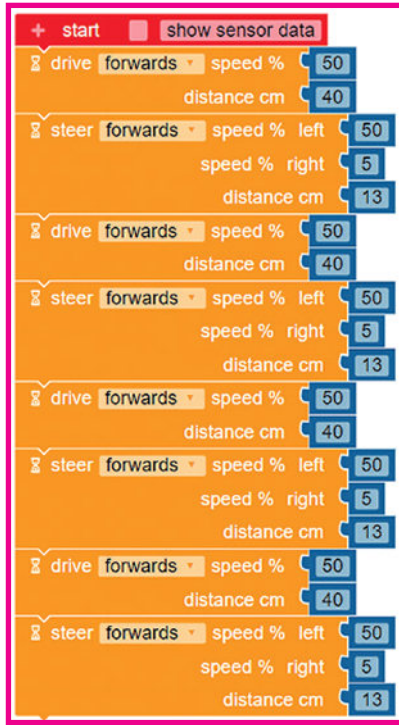 + start show sensor data
drive forwards speed % 50
distance cm 40
steer forwards speed % left 50
speed % right 5
distance cm 13
drive forwards speed % 50
distance cm 40
steer forwards speed % left 50
speed % right 5
distance cm 13
drive forwards speed % 50
distance cm 40
steer forwards speed % left 50
speed % right 5
distance cm 13
drive forwards speed % 50
distance cm 40
steer forwards speed % left 50
speed % right 5
distance cm 13